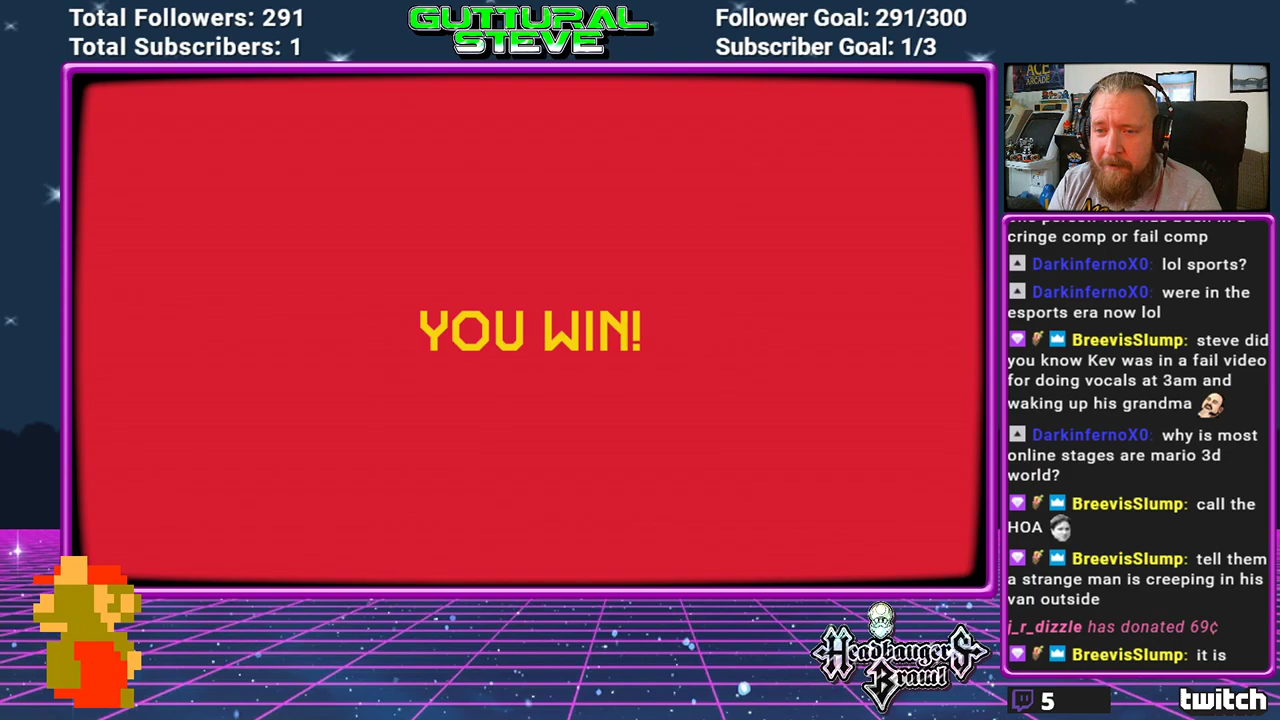 Total Followers: 291
Total Subscribers: 1
GUTTURAL
STEVE
Follower Goal: 291/300
Subscriber Goal: 1/3
ACE
ARCADE
YOU WIN!
cringe comp or fail comp
DarkinfernoX0: lol sports?
DarkinfernoX0: were in the
esports era now lol
BreevisSlump: steve did
you know Kev was in a fail video
for doing vocals at 3am and
waking up his grandma
DarkinfernoX0: why is most
online stages are mario 3d
world?
BreevisSlump: call the
HOA
BreevisSlump: tell them
a strange man is creeping in his
van outside
j_r_dizzle has donated 69¢
BreevisSlump: it is
Headbangers
Brawl
5
twitch